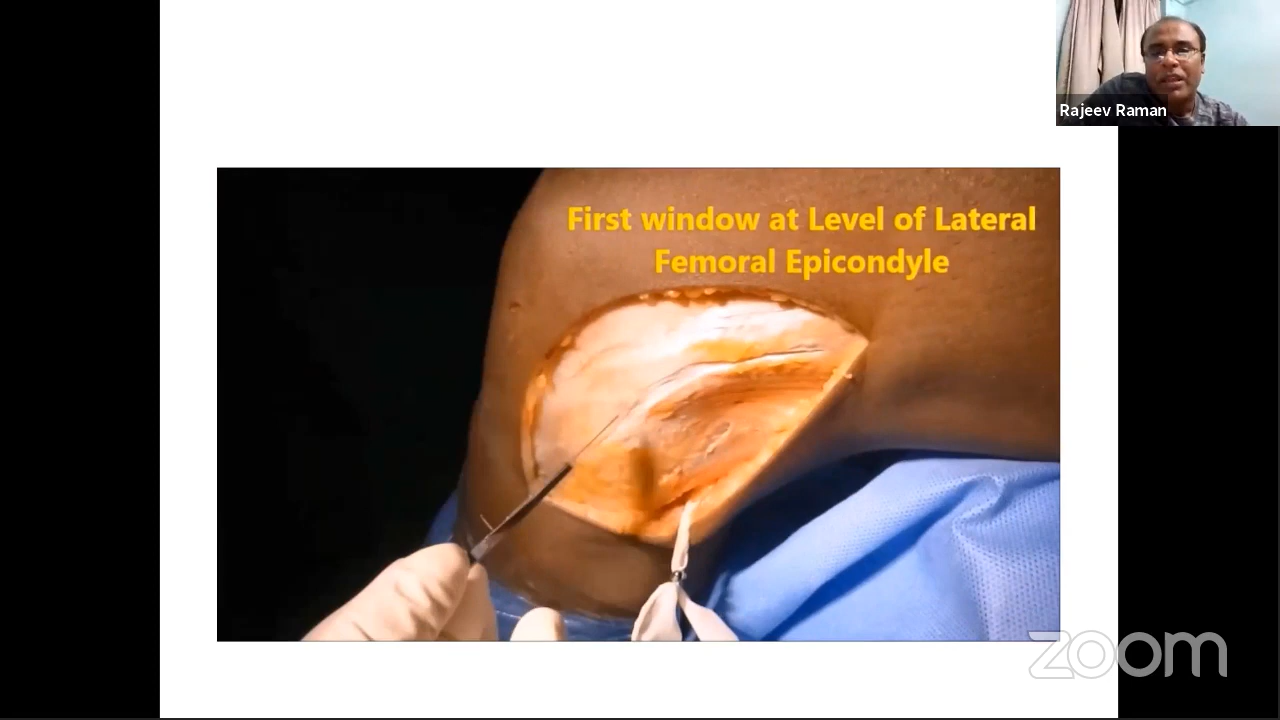 Rajeev Raman
First window at Level of Lateral
Femoral Epicondyle
zoom